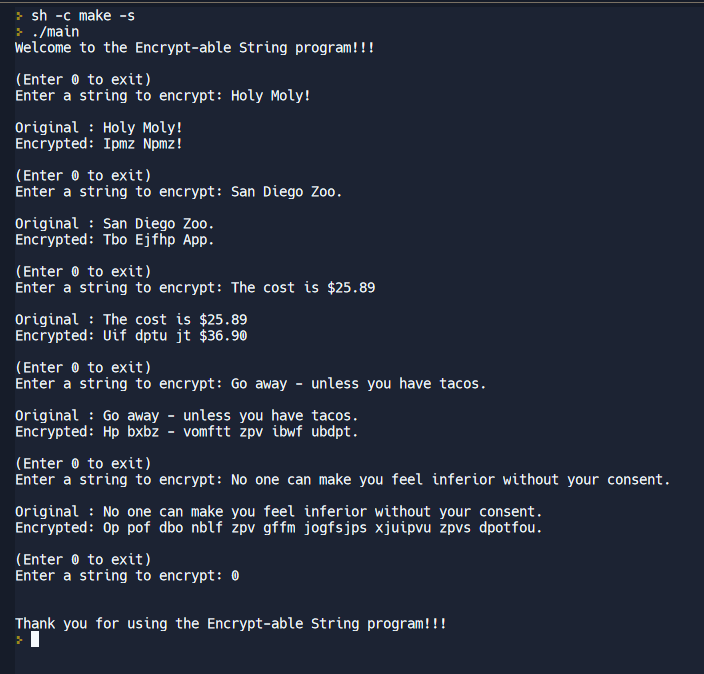 sh -c make -s
./main
Welcome to the Encrypt-able String program!!!
(Enter 0 to exit)
Enter a string to encrypt: Holy Moly!
Original : Holy Moly!
Encrypted: Ipmz Npmz!
(Enter 0 to exit)
Enter a string to encrypt: San Diego Zoo.
Original : San Diego Zoo.
Encrypted: Tbo Ejfhp App.
(Enter 0 to exit)
Enter a string to encrypt: The cost is $25.89
Original : The cost is $25.89
Encrypted: Uif dptu jt $36.90
(Enter 0 to exit)
Enter a string to encrypt: Go away - unless you have tacos.
Original : Go away - unless you have tacos.
Encrypted: Hp bxbz - vomftt zpv ibwf ubdpt.
(Enter 0 to exit)
Enter a string to encrypt: No one can make you feel inferior without your consent.
Original : No one can make you feel inferior without your consent.
Encrypted: Op pof dbo nblf zpv gffm jogfsjps xjuipvu zpvs dpotfou.
(Enter 0 to exit)
Enter a string to encrypt: 0
Thank you for using the Encrypt-able String program!!!